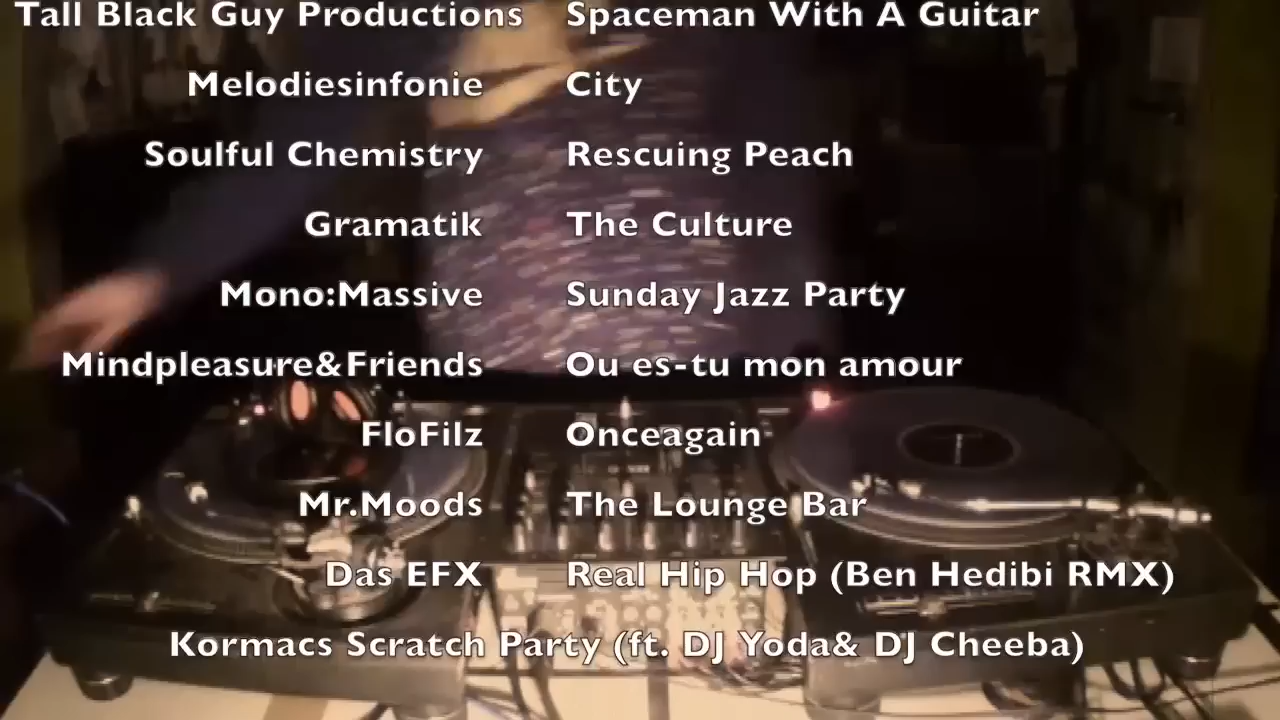 Tall Black Guy Productions Spaceman With A Guitar
Melodiesinfonie City
Soulful Chemistry Rescuing Peach
Gramatik The Culture
Mono:Massive Sunday Jazz Party
Mindpleasure&Friends Ou es-tu mon amour
FloFilz Onceagain
Mr.Moods The Lounge Bar
Das EFX Real Hip Hop (Ben Hedibi RMX)
Kormacs Scratch Party (ft. DJ Yoda& DJ Cheeba)